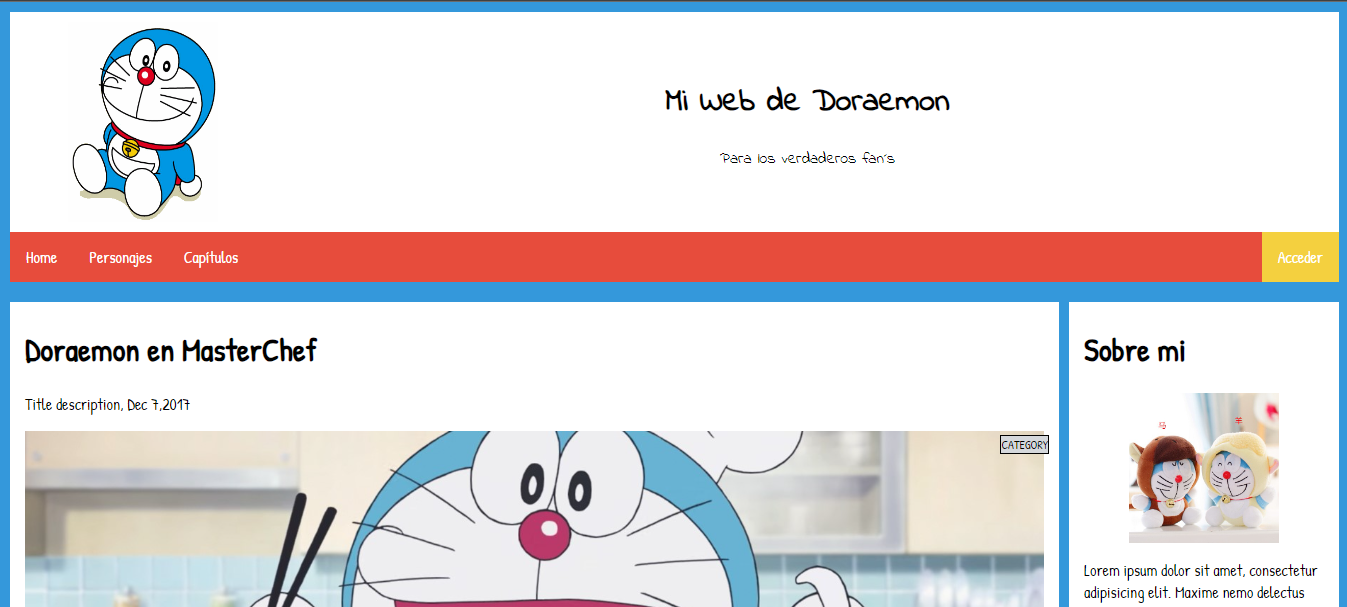 Mi web de Doraemon
Para los verdaderos fan's
Home Personajes Capítulos Acceder
Doraemon en MasterChef
Title description, Dec 7,2017
CATEGORY
Sobre mi
Lorem ipsum dolor sit amet, consectetur
adipisicing elit. Maxime nemo delectus